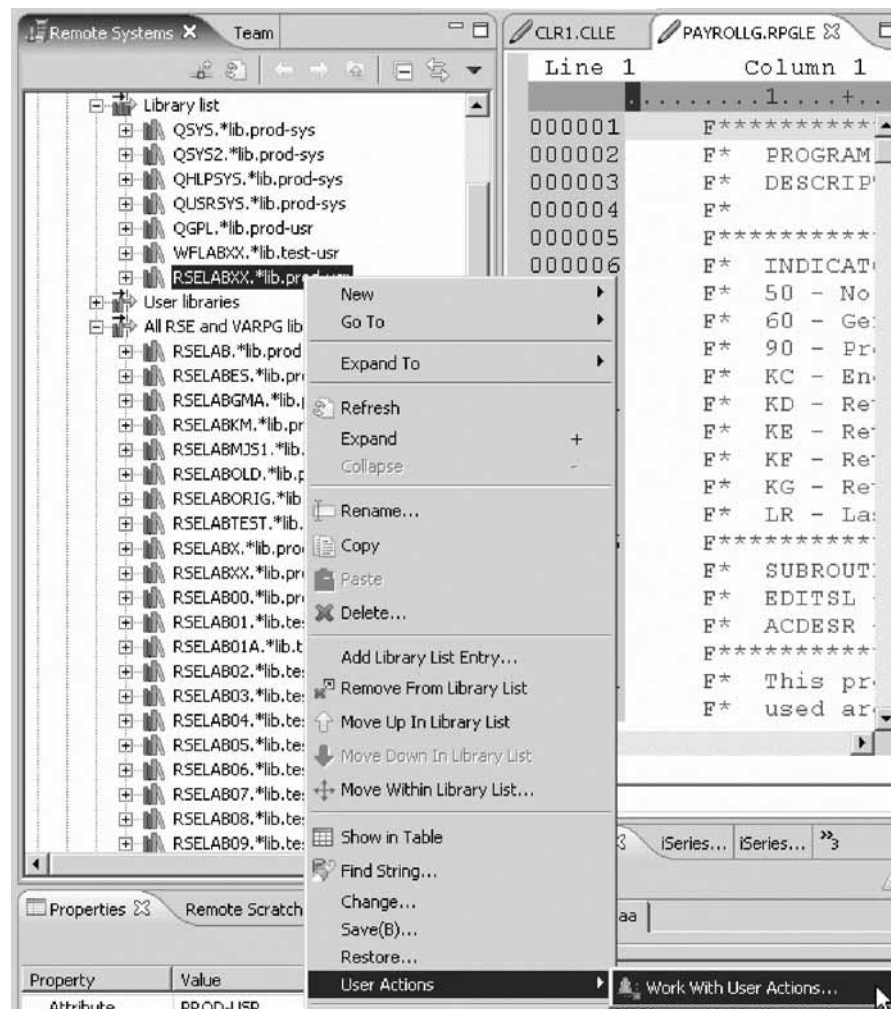 Remote Systems
Team
Library list
QSYS.*lib.prod-sys
QSYS2.*lib.prod-sys
QHLPSYS.*lib.prod-sys
QUSRSYS.*lib.prod-sys
QGPL.*lib.prod-usr
WFLABXX.*lib.test-usr
RSELABXX.*lib.prod-usr
User libraries
All RSE and VARPG lib
RSELAB.*lib.prod
RSELABES.*lib.pr
RSELABGMA.*lib.
RSELABKM.*lib.pr
RSELABMJS1.*lib.
RSELABOLD.*lib.p
RSELABORIG.*lib
RSELABTEST.*lib.
RSELABX.*lib.pro
RSELABXX.*lib.pr
RSELAB00.*lib.pr
RSELAB01.*lib.te
RSELAB01A.*lib.t
RSELAB02.*lib.te
RSELAB03.*lib.te
RSELAB04.*lib.te
RSELAB05.*lib.te
RSELAB06.*lib.te
RSELAB07.*lib.te
RSELAB08.*lib.te
RSELAB09.*lib.te
New
Go To
Expand To
Refresh
Expand +
Collapse -
Rename...
Copy
Paste
Delete...
Add Library List Entry...
Remove From Library List
Move Up In Library List
Move Down In Library List
Move Within Library List...
Show in Table
Find String...
Change...
Save(B)...
Restore...
User Actions
Work With User Actions...
CLR1.CLLE
PAYROLLG.RPGLE
Line 1 Column 1
.........1....+..
000001 F***********
000002 F* PROGRAM
000003 F* DESCRIP
000004 F*
000005 F***********
000006 F* INDICAT
F* 50 - No
F* 60 - Ge
F* 90 - Pr
F* KC - En
F* KD - Re
F* KE - Re
F* KF - Re
F* KG - Re
F* LR - La
F***********
F* SUBROUT
F* EDITSL -
F* ACDESR -
F***********
F* This pr
F* used ar
iSeries...
iSeries...
»3
aa
Properties
Remote Scratch
Property Value
Attribute PROD-USR